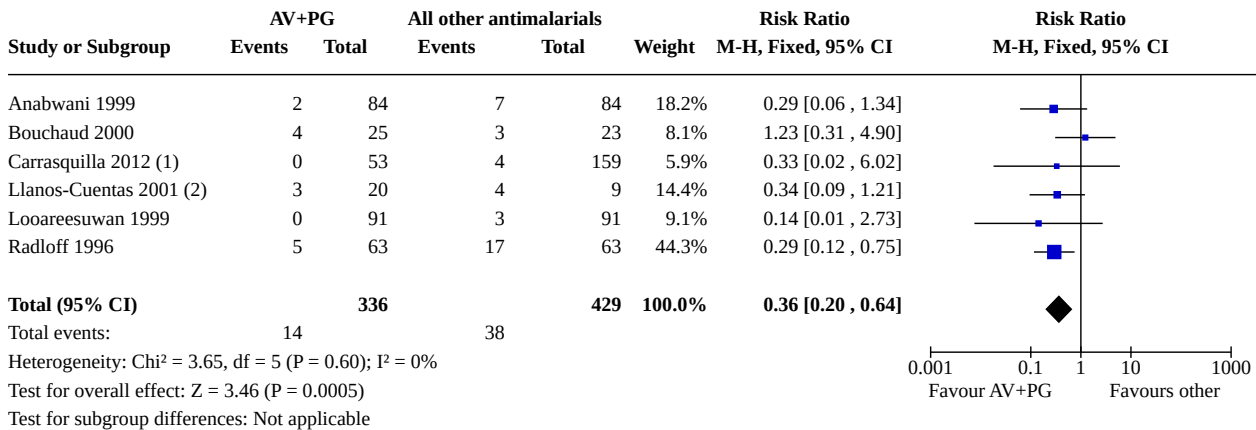 AV+PG All other antimalarials Risk Ratio Risk Ratio
Study or Subgroup Events Total Events Total Weight M-H, Fixed, 95% CI M-H, Fixed, 95% CI
Anabwani 1999 2 84 7 84 18.2% 0.29 [0.06 , 1.34]
Bouchaud 2000 4 25 3 23 8.1% 1.23 [0.31 , 4.90]
Carrasquilla 2012 (1) 0 53 4 159 5.9% 0.33 [0.02 , 6.02]
Llanos-Cuentas 2001 (2) 3 20 4 9 14.4% 0.34 [0.09 , 1.21]
Looareesuwan 1999 0 91 3 91 9.1% 0.14 [0.01 , 2.73]
Radloff 1996 5 63 17 63 44.3% 0.29 [0.12 , 0.75]
Total (95% CI) 336 429 100.0% 0.36 [0.20 , 0.64]
Total events: 14 38
Heterogeneity: Chi² = 3.65, df = 5 (P = 0.60); I² = 0%
0.001 0.1 1 10 1000
Test for overall effect: Z = 3.46 (P = 0.0005) Favour AV+PG Favours other
Test for subgroup differences: Not applicable